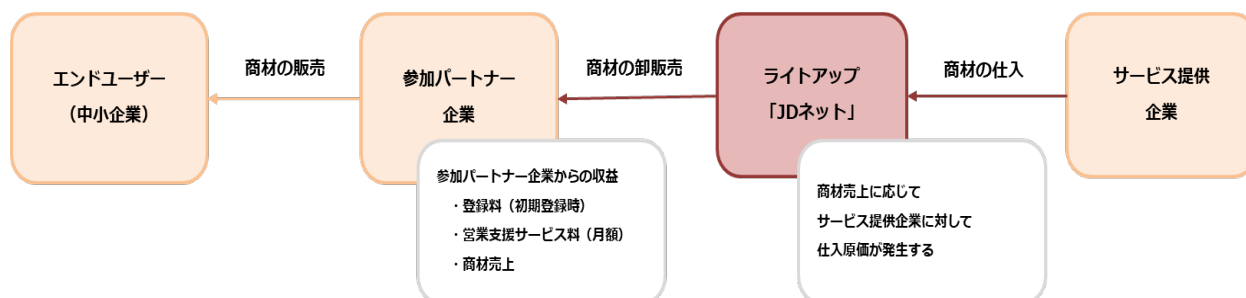 エンドユーザー
（中小企業）
商材の販売
参加パートナー
企業
商材の卸販売
ライトアップ
「JDネット」
商材の仕入
サービス提供
企業
参加パートナー企業からの収益
・登録料（初期登録時）
・営業支援サービス料（月額）
・商材売上
商材売上に応じて
サービス提供企業に対して
仕入原価が発生する